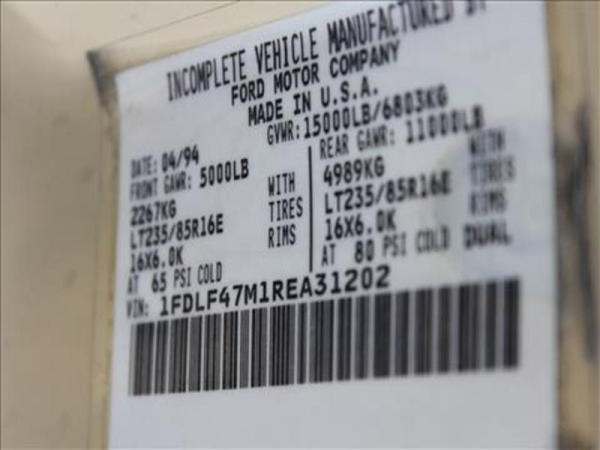 INCOMPLETE VEHICLE MANUFACTURED BY
FORD MOTOR COMPANY
MADE IN U.S.A.
GVWR:15000LB/6803KG
DATE: 04/94
FRONT GAWR: 5000LB
2267KG WITH
LT235/85R16E TIRES
16X6.0K RIMS
AT 65 PSI COLD
REAR GAWR: 11000LB
4989KG WITH
LT235/85R16E TIRES
16X6.0K RIMS
AT 80 PSI COLD DUAL
VIN: 1FDLF47M1REA31202